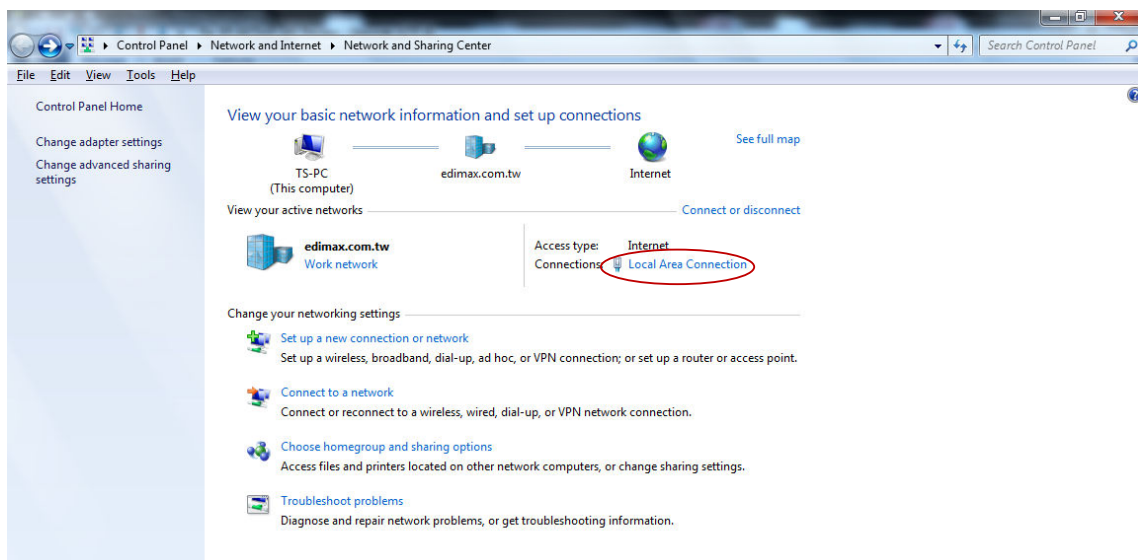 Control Panel ▸ Network and Internet ▸ Network and Sharing Center
Search Control Panel
File Edit View Tools Help
Control Panel Home
Change adapter settings
Change advanced sharing
settings
View your basic network information and set up connections
See full map
TS-PC
(This computer)
edimax.com.tw
Internet
View your active networks
Connect or disconnect
edimax.com.tw
Work network
Access type: Internet
Connections: Local Area Connection
Change your networking settings
Set up a new connection or network
Set up a wireless, broadband, dial-up, ad hoc, or VPN connection; or set up a router or access point.
Connect to a network
Connect or reconnect to a wireless, wired, dial-up, or VPN network connection.
Choose homegroup and sharing options
Access files and printers located on other network computers, or change sharing settings.
Troubleshoot problems
Diagnose and repair network problems, or get troubleshooting information.